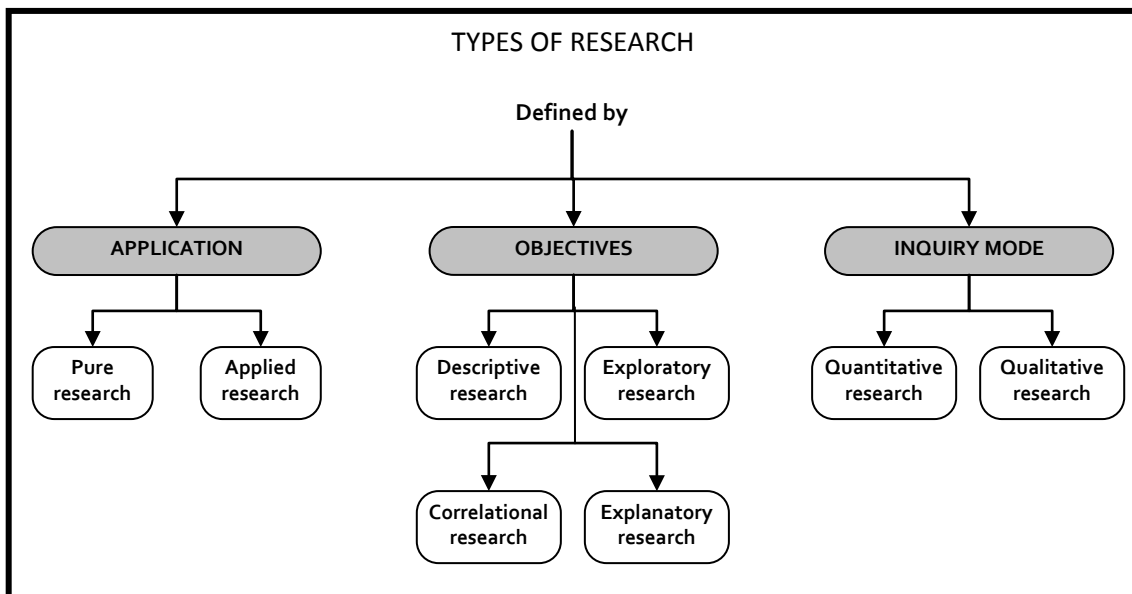 TYPES OF RESEARCH
Defined by
APPLICATION
OBJECTIVES
INQUIRY MODE
Pure
research
Applied
research
Descriptive
research
Exploratory
research
Quantitative
research
Qualitative
research
Correlational
research
Explanatory
research